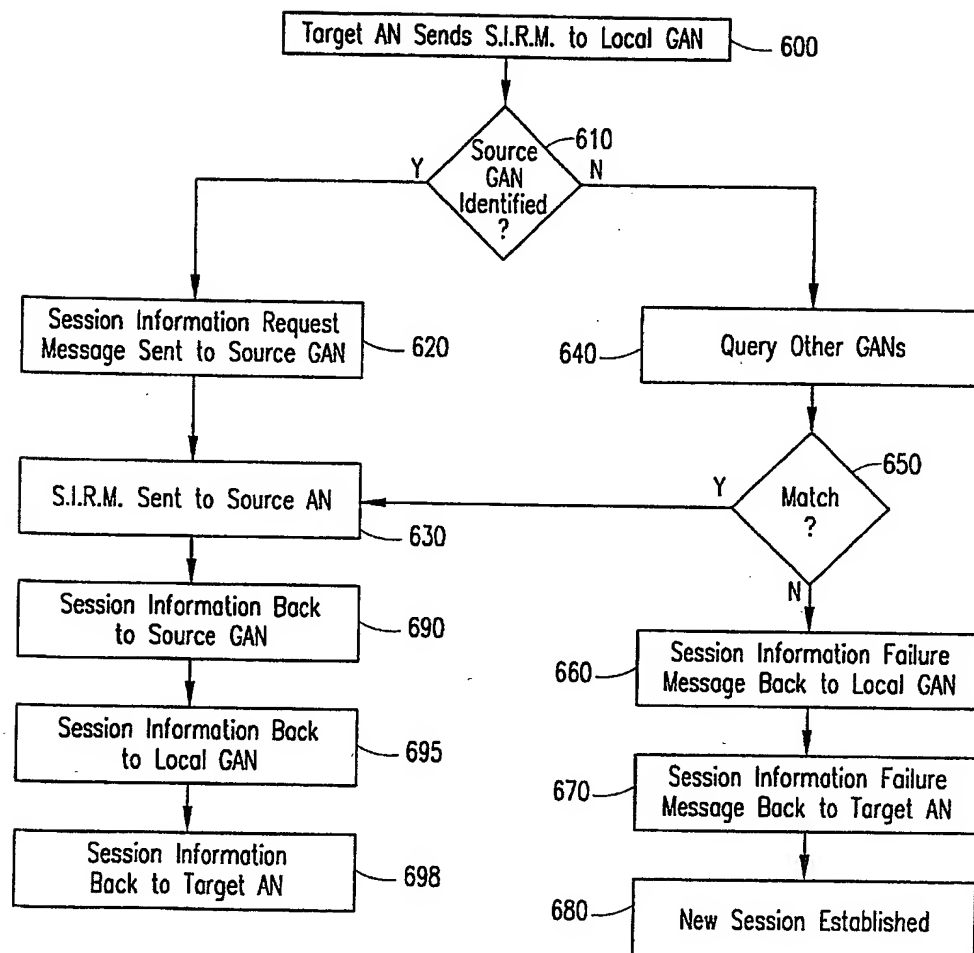 Target AN Sends S.I.R.M. to Local GAN
600
610
Source
GAN
Identified
?
Y
N
Session Information Request
Message Sent to Source GAN
620
640
Query Other GANs
650
Match
?
Y
N
S.I.R.M. Sent to Source AN
630
Session Information Back
to Source GAN
690
660
Session Information Failure
Message Back to Local GAN
Session Information Back
to Local GAN
695
670
Session Information Failure
Message Back to Target AN
Session Information
Back to Target AN
698
680
New Session Established